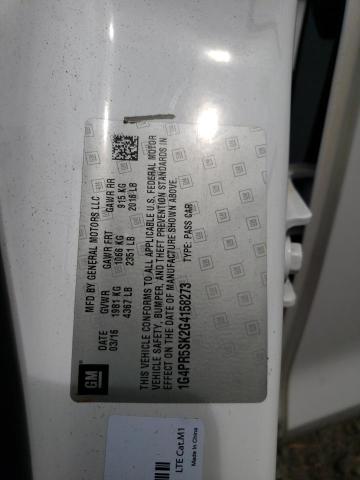 MFD BY GENERAL MOTORS LLC
DATE GVWR GAWR FRT GAWR RR
03/16 1981 KG 1066 KG 915 KG
4367 LB 2351 LB 2016 LB
THIS VEHICLE CONFORMS TO ALL APPLICABLE U.S. FEDERAL MOTOR
VEHICLE SAFETY, BUMPER, AND THEFT PREVENTION STANDARDS IN
EFFECT ON THE DATE OF MANUFACTURE SHOWN ABOVE.
TYPE: PASS CAR
1G4PR5SK2G4158273
GM
LTE Cat.M1
Made In China